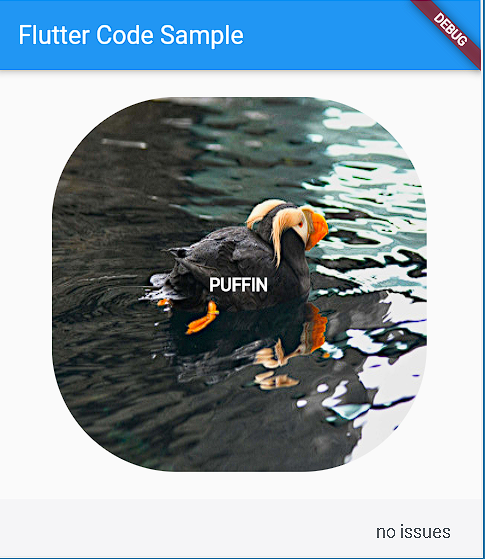 Flutter Code Sample
DEBUG
PUFFIN
no issues